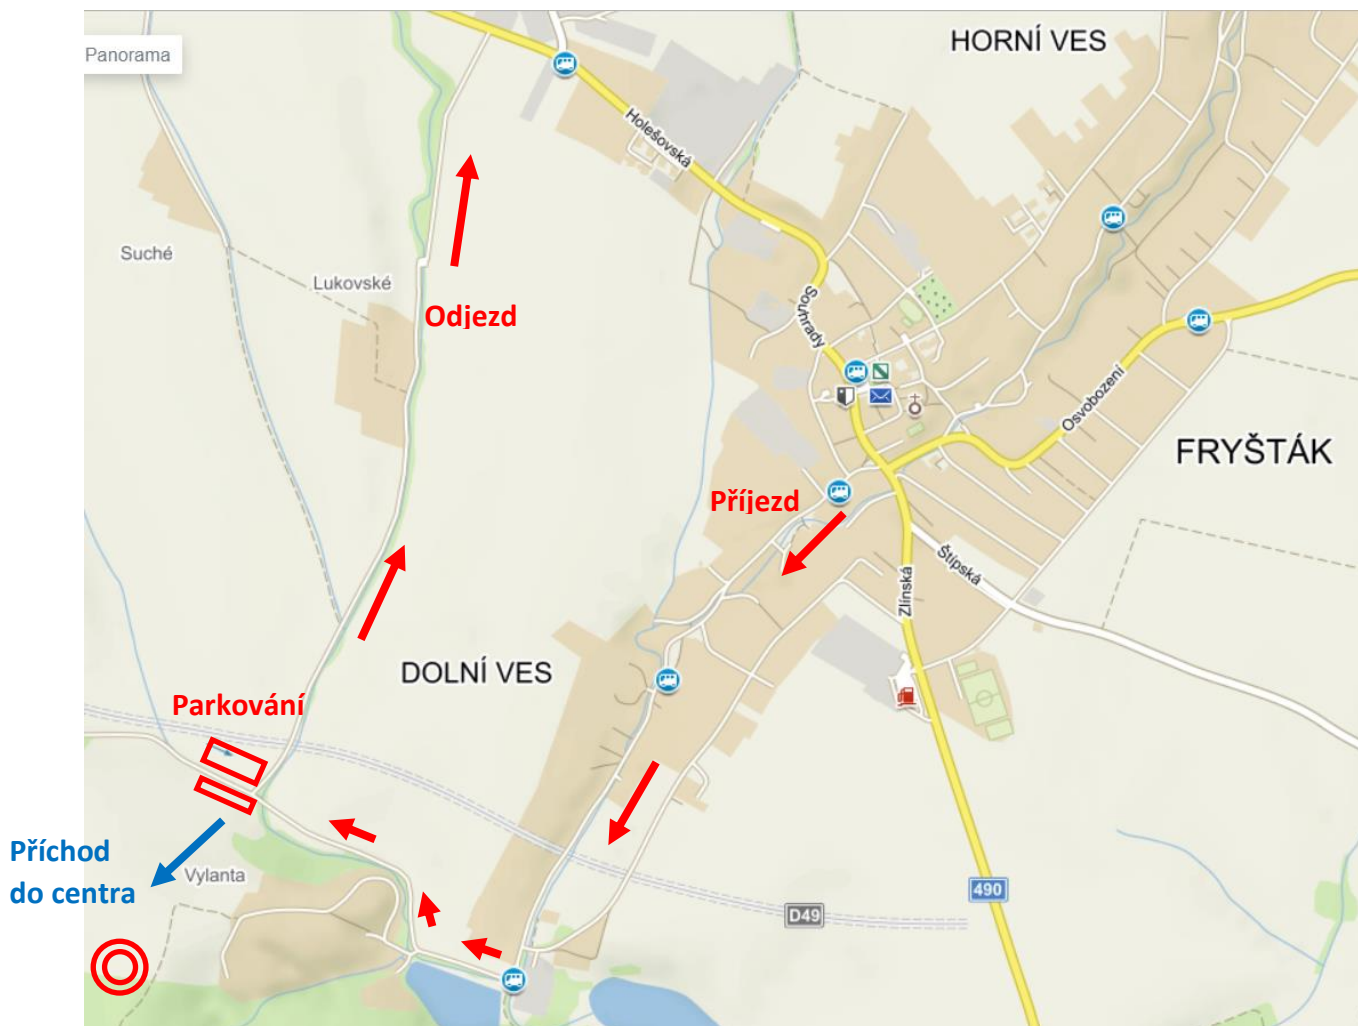 HORNÍ VES
Panorama
Holešovská
Suché
Lukovské
Odjezd
Souhrady
Osvobození
FRYŠTÁK
Příjezd
Štípská
Zlínská
DOLNÍ VES
Parkování
Příchod
do centra
Vylanta
490
D49